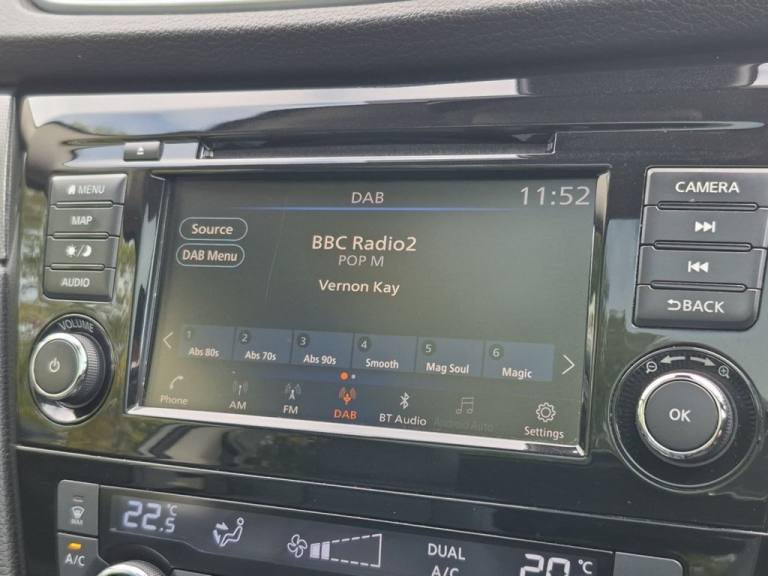 DAB 11:52
MENU
MAP
AUDIO
VOLUME
Source
DAB Menu
BBC Radio2
POP M
Vernon Kay
1 Abs 80s
2 Abs 70s
3 Abs 90s
4 Smooth
5 Mag Soul
6 Magic
Phone
AM
FM
DAB
BT Audio
Android Auto
Settings
CAMERA
BACK
OK
MAX
A/C
22.5°C
DUAL
A/C
20°C